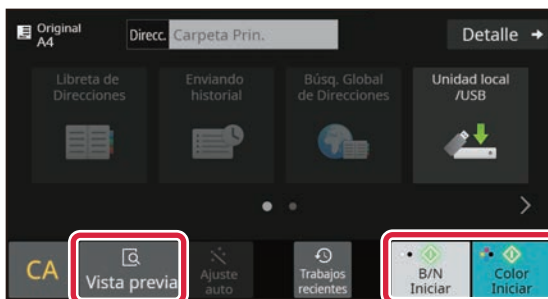 Original
A4
Direcc. Carpeta Prin.
Detalle
Libreta de
Direcciones
Enviando
historial
Búsq. Global
de Direcciones
Unidad local
/USB
CA
Vista previa
Ajuste
auto
Trabajos
recientes
B/N
Iniciar
Color
Iniciar